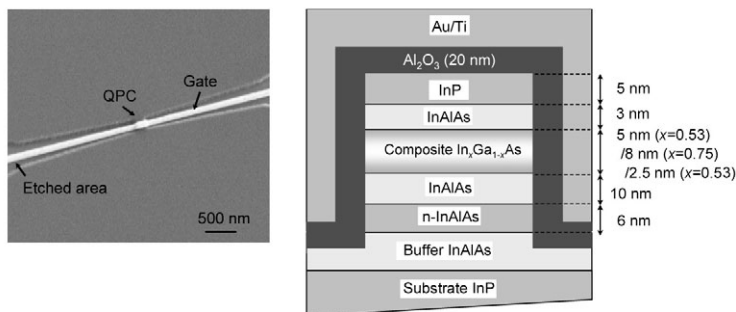 QPC
Gate
Etched area
500 nm
Au/Ti
Al₂O₃ (20 nm)
InP
InAlAs
Composite InₓGa₁₋ₓAs
InAlAs
n-InAlAs
Buffer InAlAs
Substrate InP
5 nm
3 nm
5 nm (x=0.53)
/8 nm (x=0.75)
/2.5 nm (x=0.53)
10 nm
6 nm